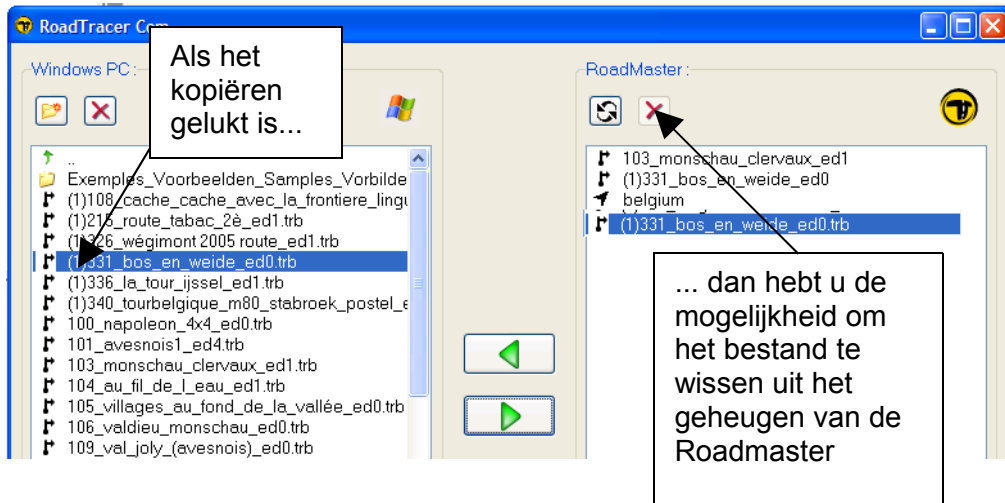 RoadTracer Com
Als het
kopiëren
gelukt is...
Windows PC :
..
Exemples_Voorbeelden_Samples_Vorbilde
(1)108_cache_cache_avec_la_frontiere_lingu
(1)215_route_tabac_2è_ed1.trb
(1)326_wégimont 2005 route_ed1.trb
(1)331_bos_en_weide_ed0.trb
(1)336_la_tour_ijssel_ed1.trb
(1)340_tourbelgique_m80_stabroek_postel_e
100_napoleon_4x4_ed0.trb
101_avesnois1_ed4.trb
103_monschau_clervaux_ed1.trb
104_au_fil_de_l_eau_ed1.trb
105_villages_au_fond_de_la_vallée_ed0.trb
106_valdieu_monschau_ed0.trb
109_val_joly_(avesnois)_ed0.trb
RoadMaster :
103_monschau_clervaux_ed1
(1)331_bos_en_weide_ed0
belgium
(1)331_bos_en_weide_ed0.trb
... dan hebt u de
mogelijkheid om
het bestand te
wissen uit het
geheugen van de
Roadmaster